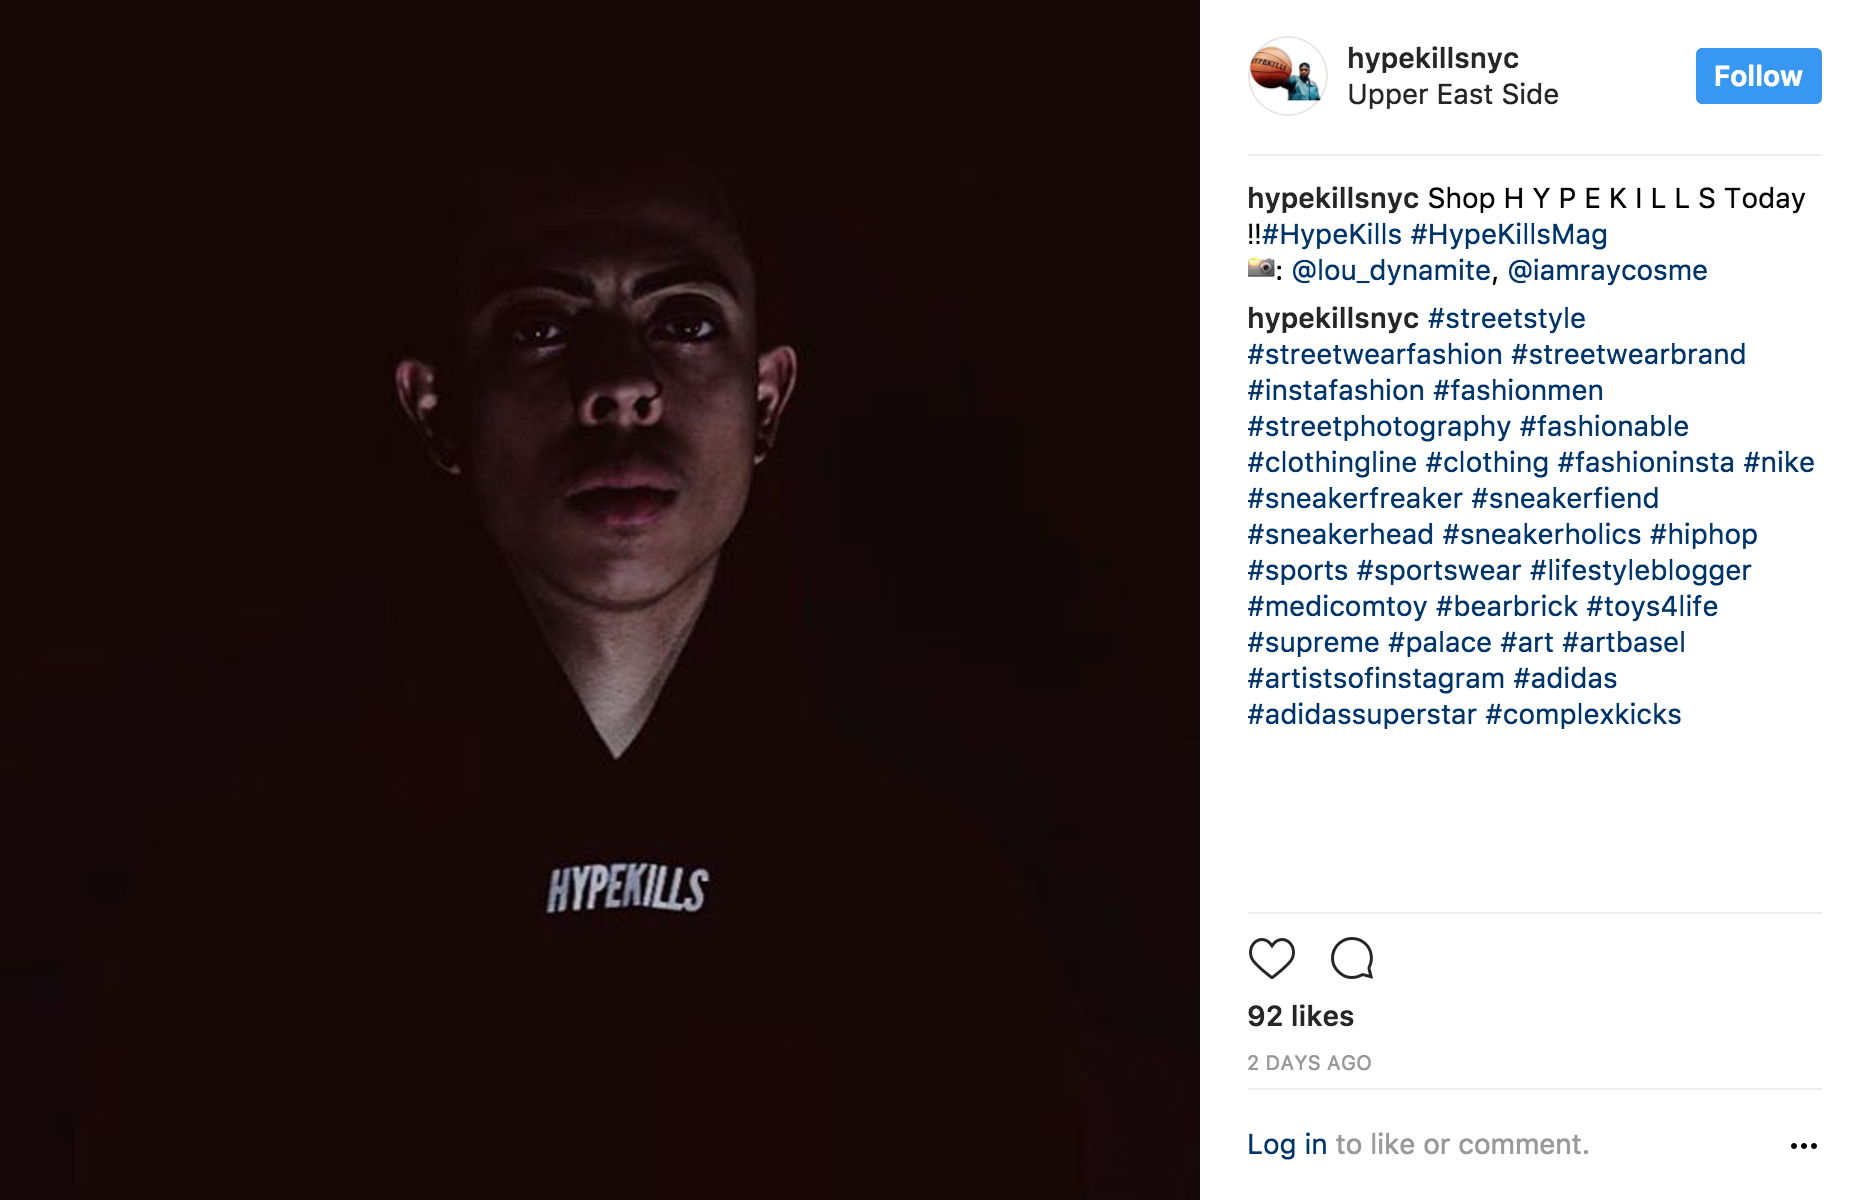 HYPEKILLS
HYPEKILLS
hypekillsnyc
Upper East Side
Follow
hypekillsnyc Shop H Y P E K I L L S Today
!!#HypeKills #HypeKillsMag
📸: @lou_dynamite, @iamraycosme
hypekillsnyc #streetstyle
#streetwearfashion #streetwearbrand
#instafashion #fashionmen
#streetphotography #fashionable
#clothingline #clothing #fashioninsta #nike
#sneakerfreaker #sneakerfiend
#sneakerhead #sneakerholics #hiphop
#sports #sportswear #lifestyleblogger
#medicomtoy #bearbrick #toys4life
#supreme #palace #art #artbasel
#artistsofinstagram #adidas
#adidassuperstar #complexkicks
92 likes
2 DAYS AGO
Log in to like or comment.